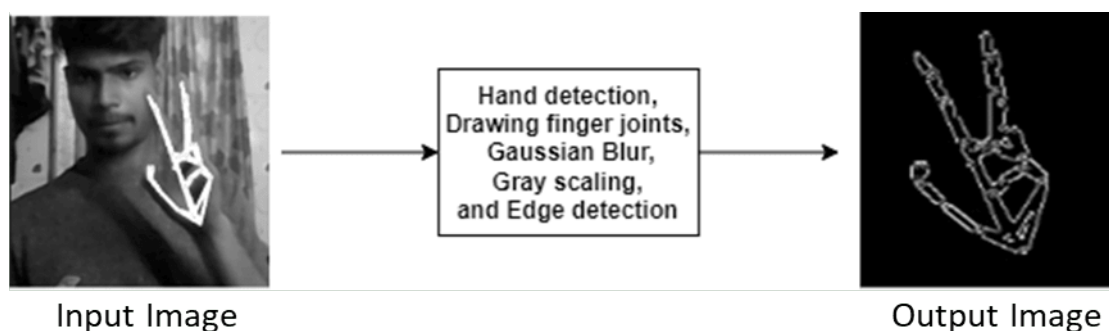 Hand detection,
Drawing finger joints,
Gaussian Blur,
Gray scaling,
and Edge detection
Input Image
Output Image